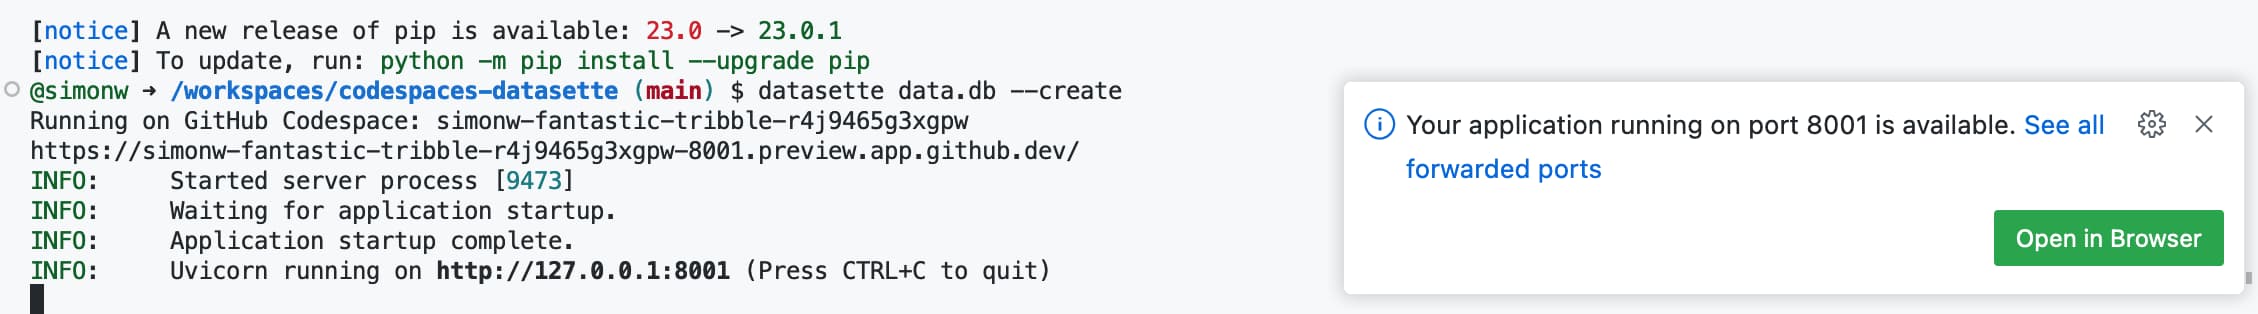 [notice] A new release of pip is available: 23.0 -> 23.0.1
[notice] To update, run: python -m pip install --upgrade pip
@simonw ➜ /workspaces/codespaces-datasette (main) $ datasette data.db --create
Running on GitHub Codespace: simonw-fantastic-tribble-r4j9465g3xgpw
https://simonw-fantastic-tribble-r4j9465g3xgpw-8001.preview.app.github.dev/
INFO:     Started server process [9473]
INFO:     Waiting for application startup.
INFO:     Application startup complete.
INFO:     Uvicorn running on http://127.0.0.1:8001 (Press CTRL+C to quit)
Your application running on port 8001 is available. See all
forwarded ports
Open in Browser